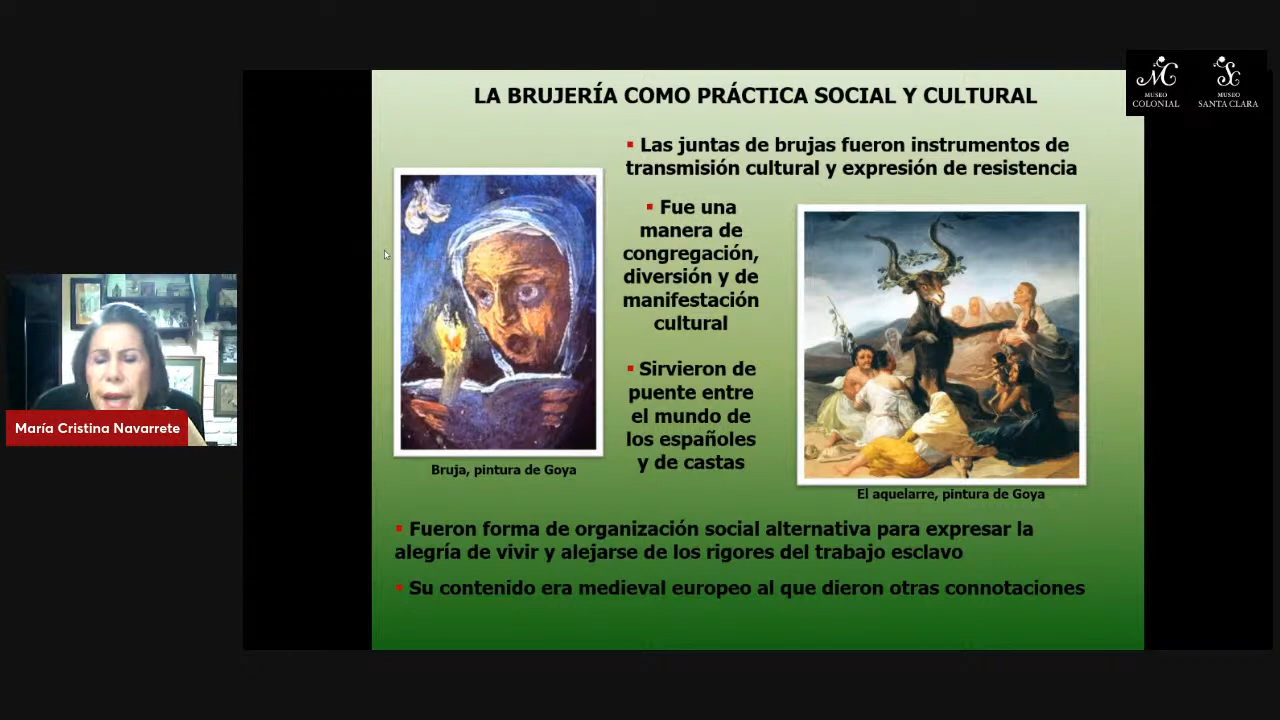 MUSEO
COLONIAL
MUSEO
SANTA CLARA
LA BRUJERÍA COMO PRÁCTICA SOCIAL Y CULTURAL
▪ Las juntas de brujas fueron instrumentos de
transmisión cultural y expresión de resistencia
▪ Fue una
manera de
congregación,
diversión y de
manifestación
cultural
▪ Sirvieron de
puente entre
el mundo de
los españoles
y de castas
Bruja, pintura de Goya
El aquelarre, pintura de Goya
▪ Fueron forma de organización social alternativa para expresar la
alegría de vivir y alejarse de los rigores del trabajo esclavo
▪ Su contenido era medieval europeo al que dieron otras connotaciones
María Cristina Navarrete